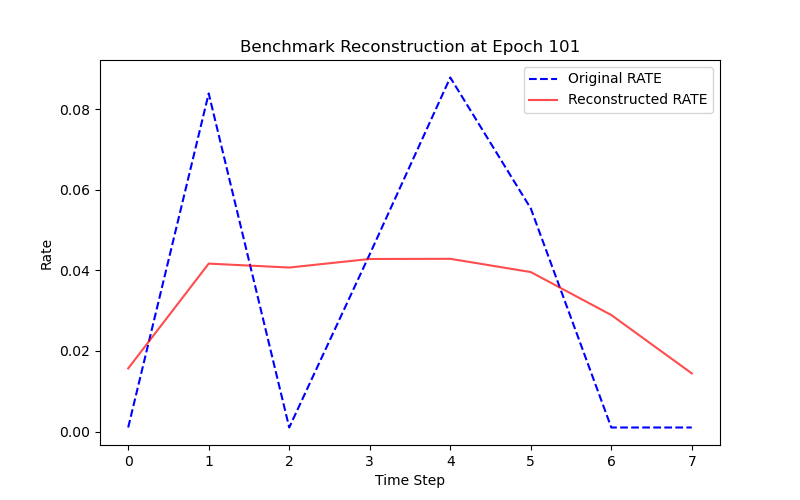 Benchmark Reconstruction at Epoch 101
Original RATE
Reconstructed RATE
0.08
0.06
0.04
0.02
0.00
Rate
0 1 2 3 4 5 6 7
Time Step